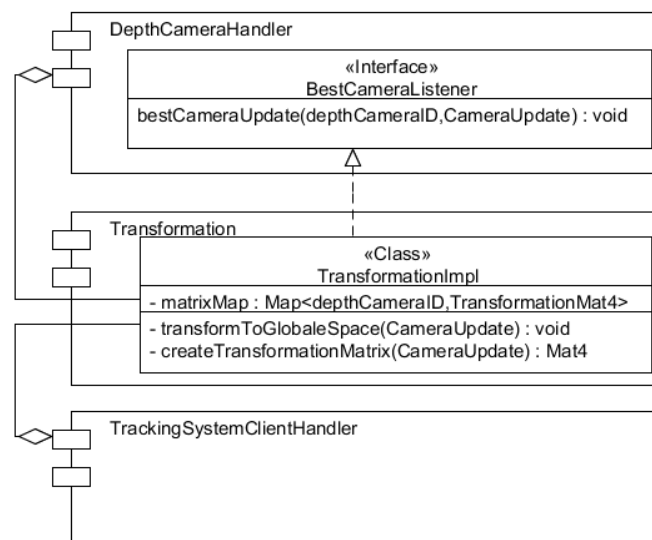 DepthCameraHandler
«Interface»
BestCameraListener
bestCameraUpdate(depthCameraID,CameraUpdate) : void
Transformation
«Class»
TransformationImpl
- matrixMap : Map<depthCameraID,TransformationMat4>
- transformToGlobaleSpace(CameraUpdate) : void
- createTransformationMatrix(CameraUpdate) : Mat4
TrackingSystemClientHandler